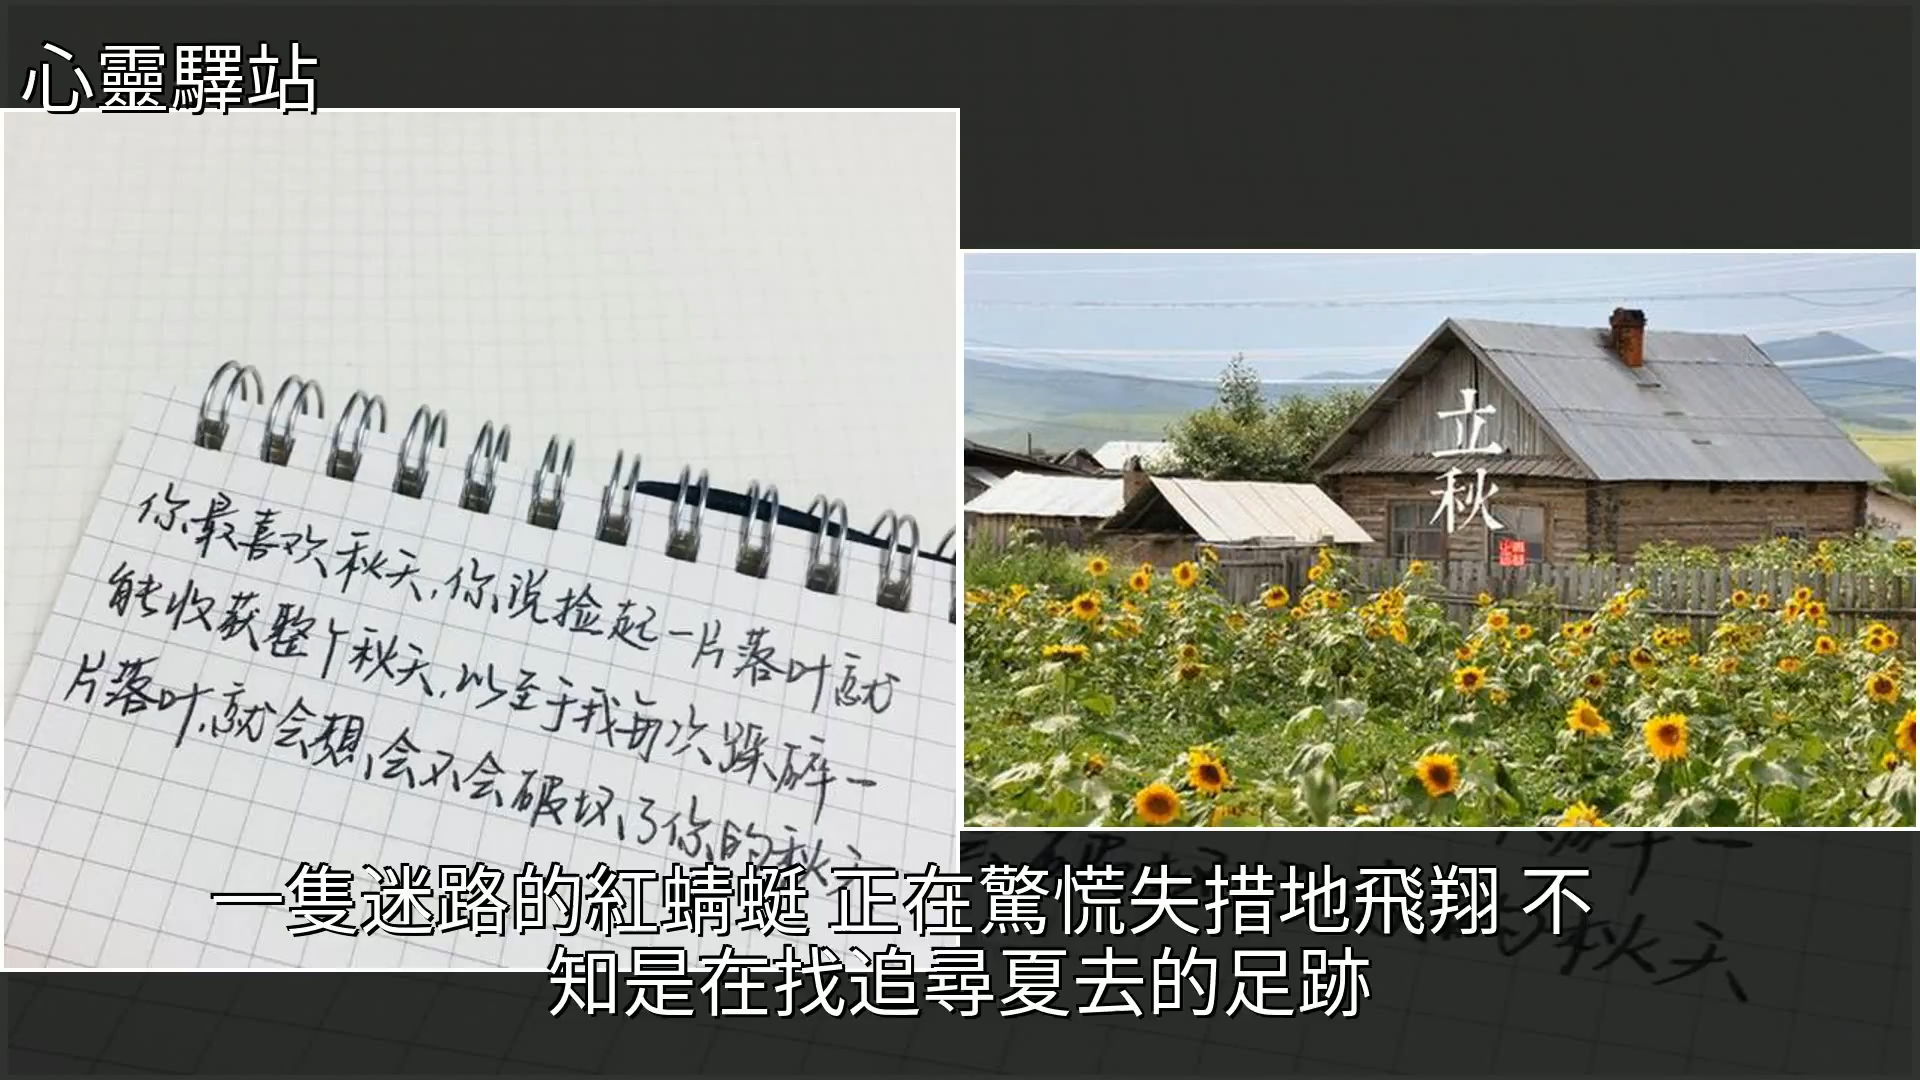 心靈驛站
你最喜欢秋天,你说捡起一片落叶就
能收获整个秋天,以至于我每次踩碎一
片落叶,就会想,会不会破坏了你的秋天
立
秋
一隻迷路的紅蜻蜓 正在驚慌失措地飛翔 不
知是在找追尋夏去的足跡